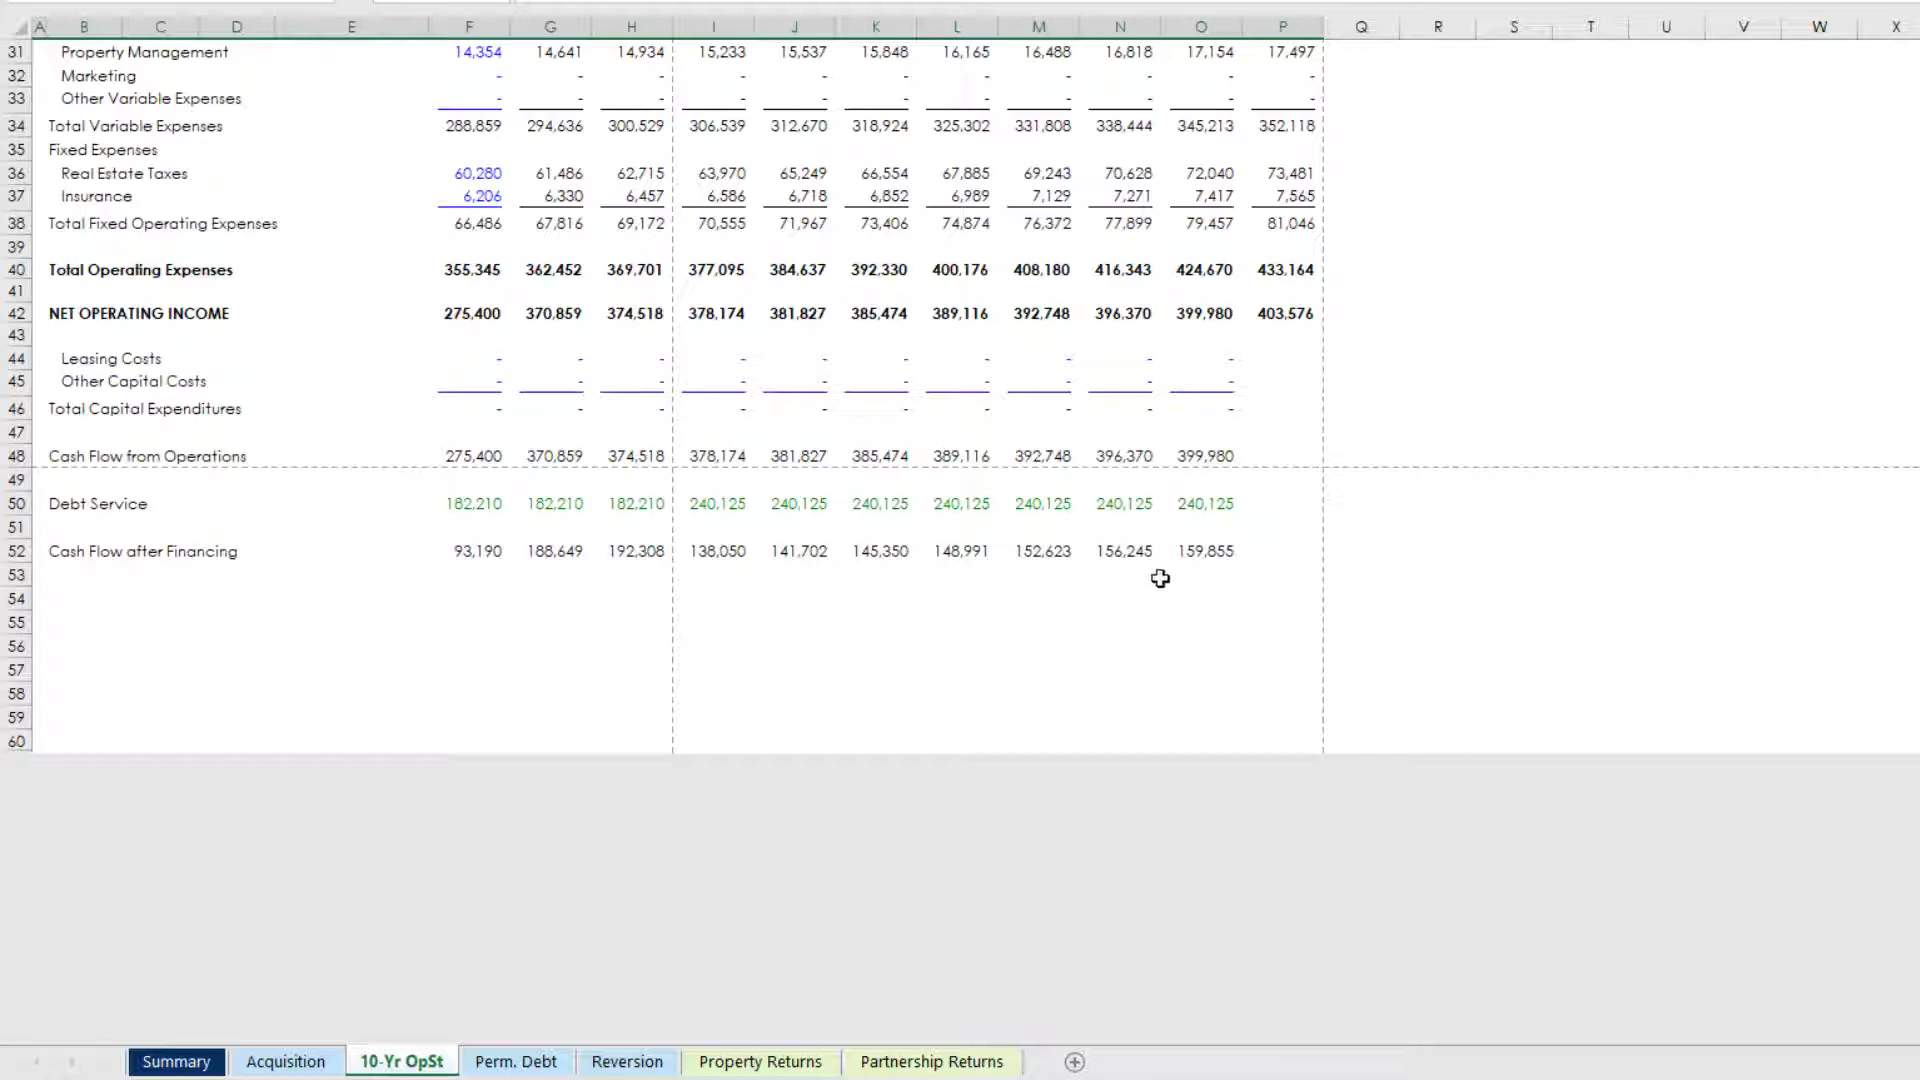 A B C D E F G H I J K L M N O P Q R S T U V W X
31 Property Management 14,354 14,641 14,934 15,233 15,537 15,848 16,165 16,488 16,818 17,154 17,497
32 Marketing - - - - - - - - - - -
33 Other Variable Expenses - - - - - - - - - - -
34 Total Variable Expenses 288,859 294,636 300,529 306,539 312,670 318,924 325,302 331,808 338,444 345,213 352,118
35 Fixed Expenses
36 Real Estate Taxes 60,280 61,486 62,715 63,970 65,249 66,554 67,885 69,243 70,628 72,040 73,481
37 Insurance 6,206 6,330 6,457 6,586 6,718 6,852 6,989 7,129 7,271 7,417 7,565
38 Total Fixed Operating Expenses 66,486 67,816 69,172 70,555 71,967 73,406 74,874 76,372 77,899 79,457 81,046
39
40 Total Operating Expenses 355,345 362,452 369,701 377,095 384,637 392,330 400,176 408,180 416,343 424,670 433,164
41
42 NET OPERATING INCOME 275,400 370,859 374,518 378,174 381,827 385,474 389,116 392,748 396,370 399,980 403,576
43
44 Leasing Costs - - - - - - - - - -
45 Other Capital Costs - - - - - - - - - -
46 Total Capital Expenditures - - - - - - - - - -
47
48 Cash Flow from Operations 275,400 370,859 374,518 378,174 381,827 385,474 389,116 392,748 396,370 399,980
49
50 Debt Service 182,210 182,210 182,210 240,125 240,125 240,125 240,125 240,125 240,125 240,125
51
52 Cash Flow after Financing 93,190 188,649 192,308 138,050 141,702 145,350 148,991 152,623 156,245 159,855
53
54
55
56
57
58
59
60
Summary Acquisition 10-Yr OpSt Perm. Debt Reversion Property Returns Partnership Returns